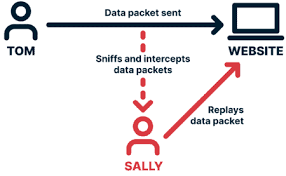 Data packet sent
TOM
WEBSITE
Sniffs and intercepts
data packets
Replays
data packet
SALLY